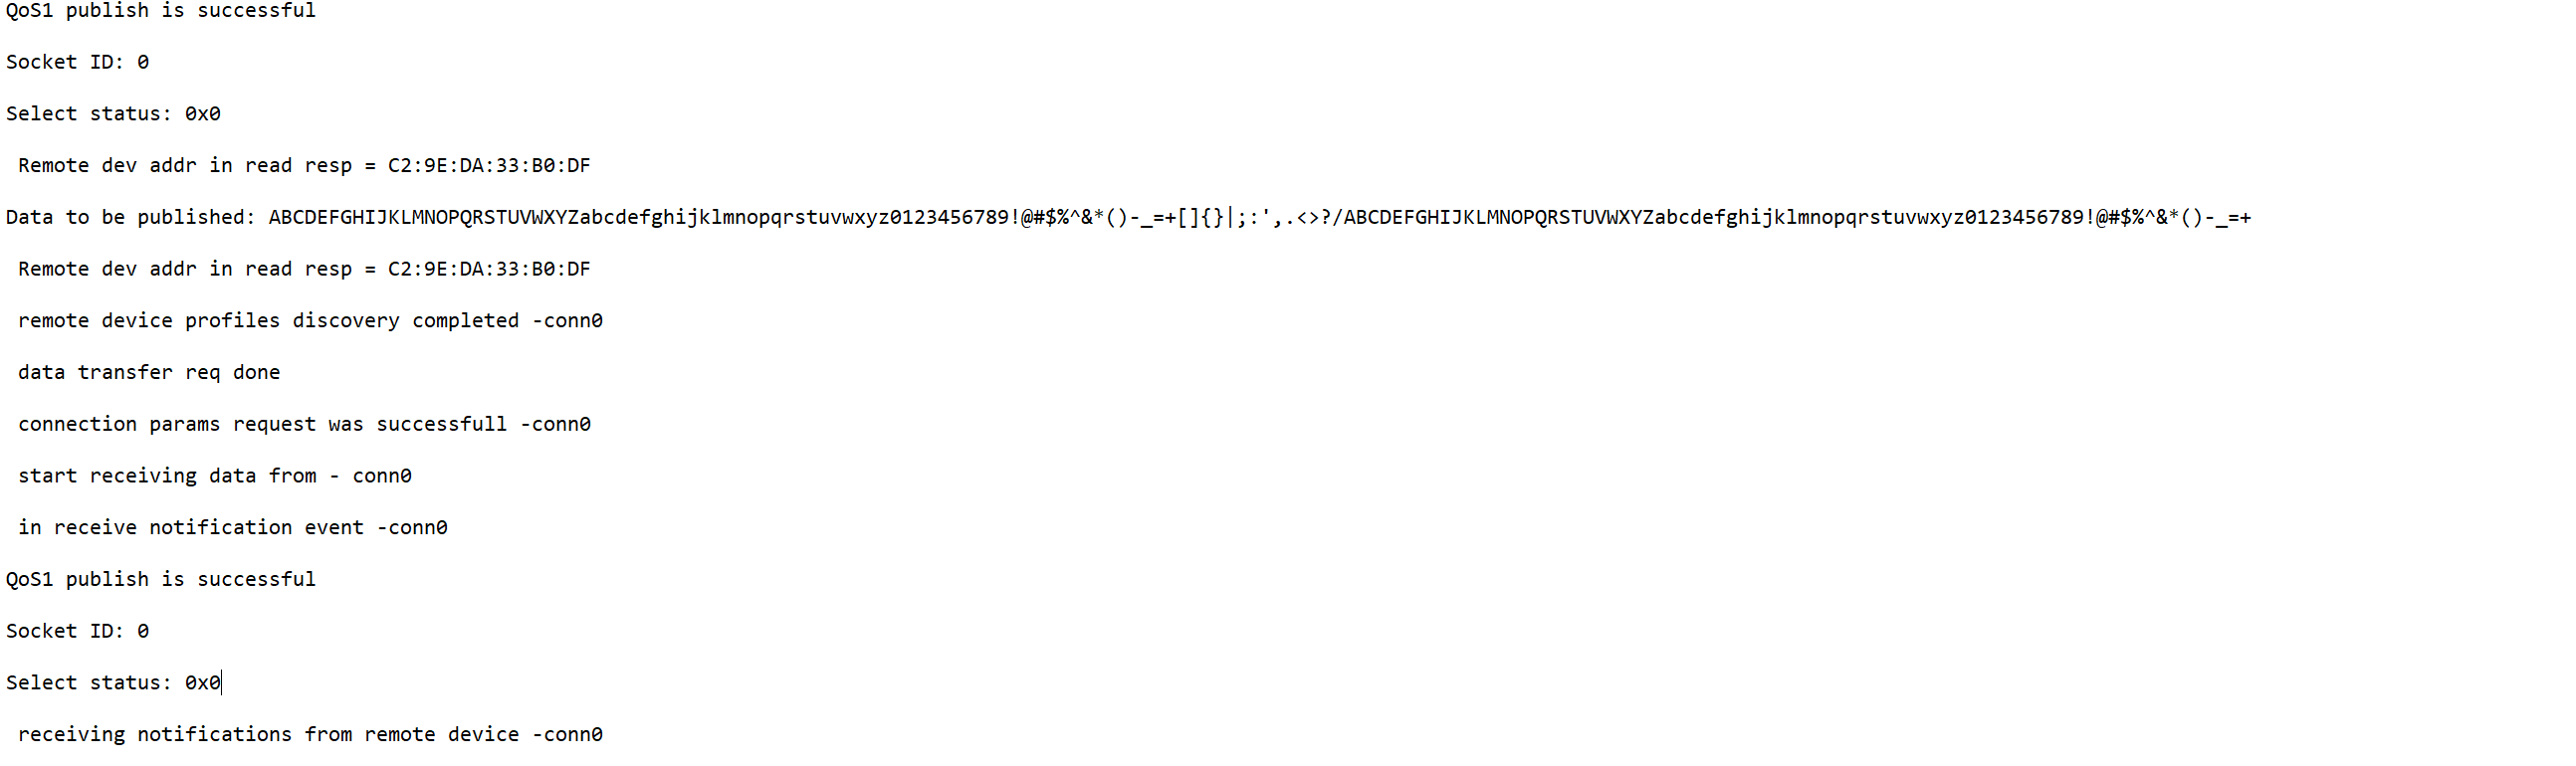 QoS1 publish is successful
Socket ID: 0
Select status: 0x0
Remote dev addr in read resp = C2:9E:DA:33:B0:DF
Data to be published: ABCDEFGHIJKLMNOPQRSTUVWXYZabcdefghijklmnopqrstuvwxyz0123456789!@#$%^&*()-_=+[]{}|;:',.<>?/ABCDEFGHIJKLMNOPQRSTUVWXYZabcdefghijklmnopqrstuvwxyz0123456789!@#$%^&*()-_=+
Remote dev addr in read resp = C2:9E:DA:33:B0:DF
remote device profiles discovery completed -conn0
data transfer req done
connection params request was successfull -conn0
start receiving data from - conn0
in receive notification event -conn0
QoS1 publish is successful
Socket ID: 0
Select status: 0x0
receiving notifications from remote device -conn0